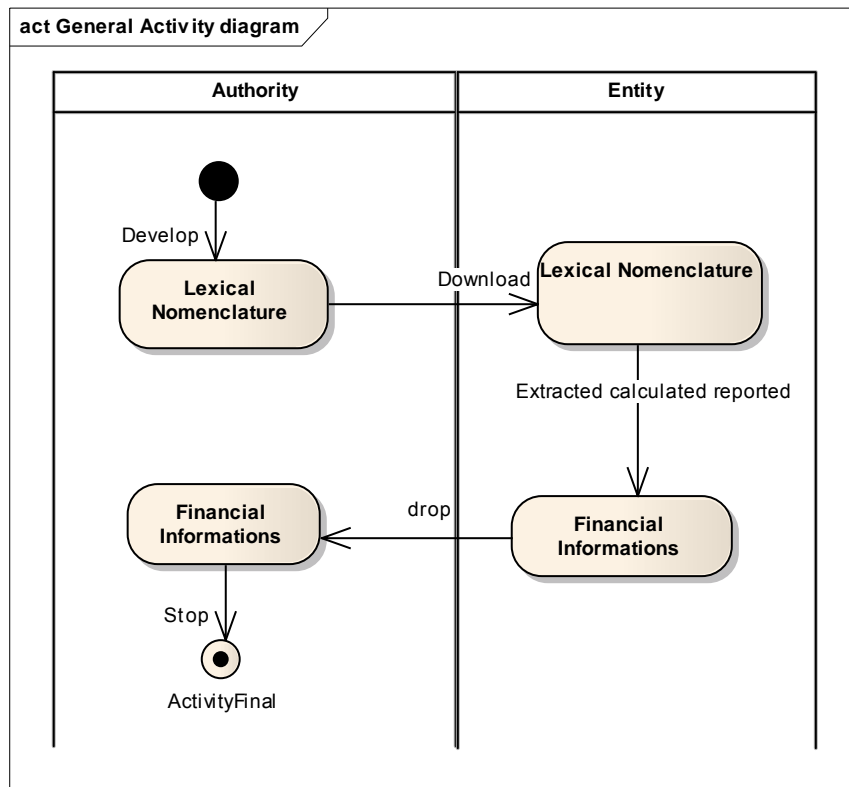 act General Activity diagram
Authority
Entity
Develop
Lexical
Nomenclature
Download
Lexical Nomenclature
Extracted calculated reported
Financial
Informations
drop
Financial
Informations
Stop
ActivityFinal